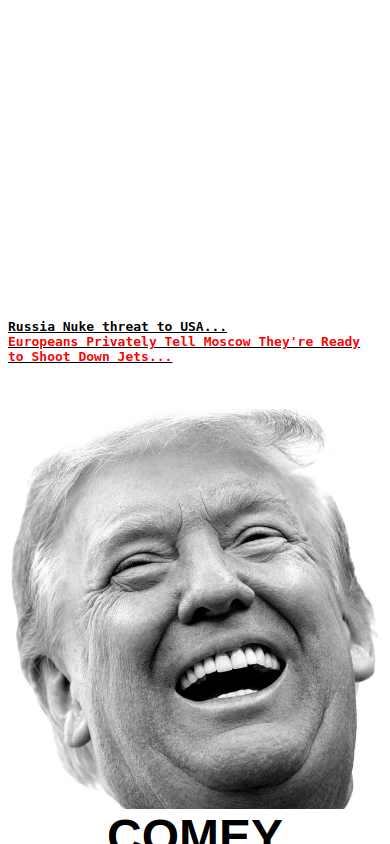 Russia Nuke threat to USA...
Europeans Privately Tell Moscow They're Ready
to Shoot Down Jets...
COMEY